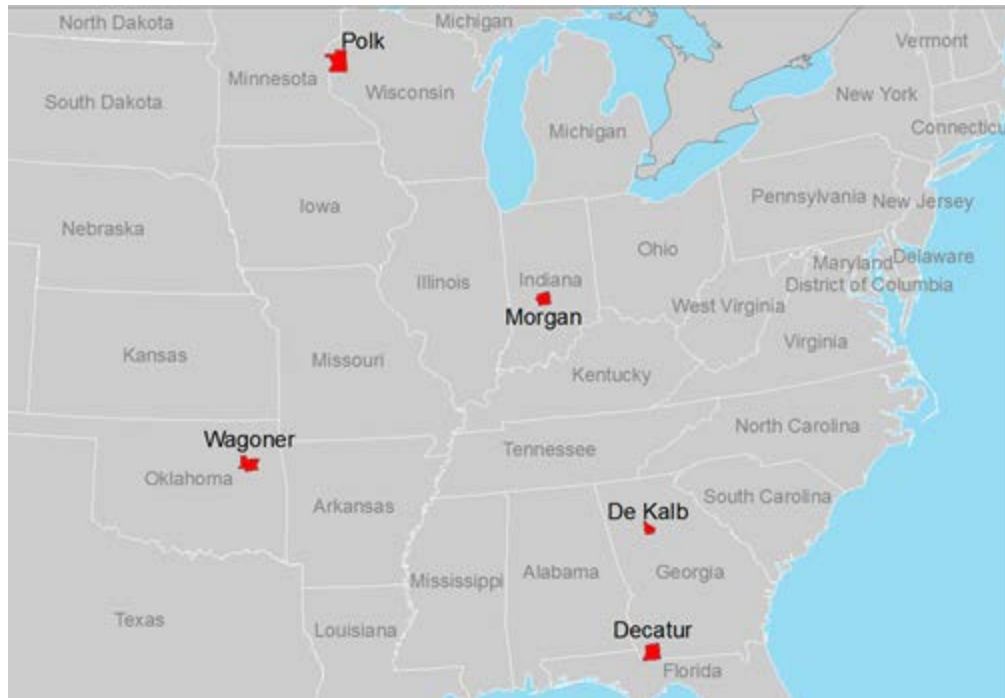 North Dakota
Michigan
Vermont
Polk
Minnesota
Wisconsin
South Dakota
New York
Michigan
Connecticu
Pennsylvania
New Jersey
Iowa
Nebraska
Ohio
Illinois
Indiana
Maryland
Delaware
District of Columbia
West Virginia
Morgan
Virginia
Kansas
Missouri
Kentucky
Wagoner
North Carolina
Tennessee
Oklahoma
South Carolina
Arkansas
De Kalb
Mississippi
Alabama
Georgia
Texas
Louisiana
Decatur
Florida